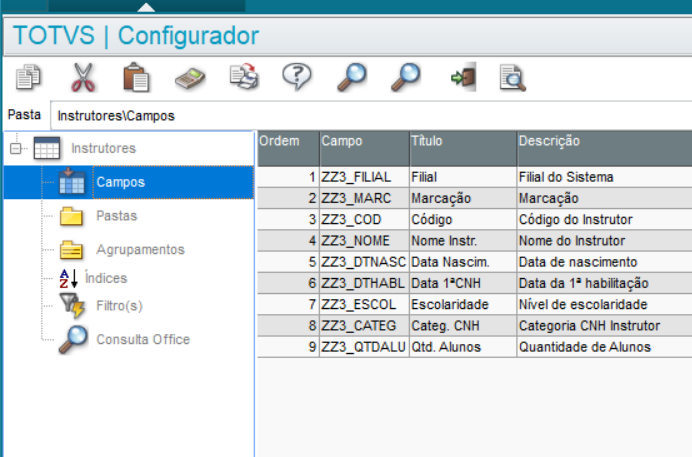 TOTVS | Configurador
Pasta Instrutores\Campos
Instrutores
Campos
Pastas
Agrupamentos
Índices
Filtro(s)
Consulta Office
Ordem Campo Título Descrição
1 ZZ3_FILIAL Filial Filial do Sistema
2 ZZ3_MARC Marcação Marcação
3 ZZ3_COD Código Código do Instrutor
4 ZZ3_NOME Nome Instr. Nome do Instrutor
5 ZZ3_DTNASC Data Nascim. Data de nascimento
6 ZZ3_DTHABL Data 1ªCNH Data da 1ª habilitação
7 ZZ3_ESCOL Escolaridade Nível de escolaridade
8 ZZ3_CATEG Categ. CNH Categoria CNH Instrutor
9 ZZ3_QTDALU Qtd. Alunos Quantidade de Alunos